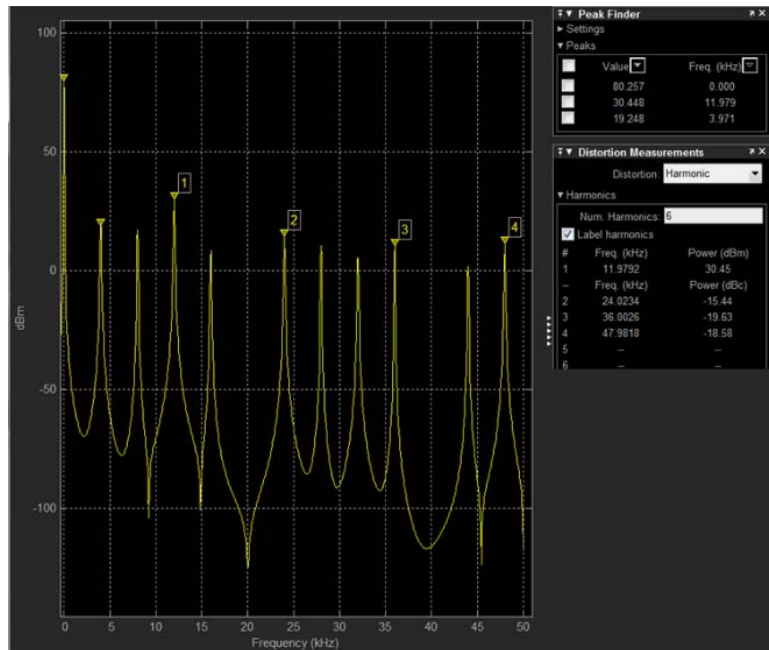 100
50
0
-50
-100
dBm
0 5 10 15 20 25 30 35 40 45 50
Frequency (kHz)
1
2
3
4
Peak Finder
Settings
Peaks
Value Freq. (kHz)
80.257 0.000
30.448 11.979
19.248 3.971
Distortion Measurements
Distortion: Harmonic
Harmonics
Num. Harmonics: 6
Label harmonics
# Freq. (kHz) Power (dBm)
1 11.9792 30.45
-- Freq. (kHz) Power (dBc)
2 24.0234 -15.44
3 36.0026 -19.63
4 47.9818 -18.58
5 -- --
6 -- --